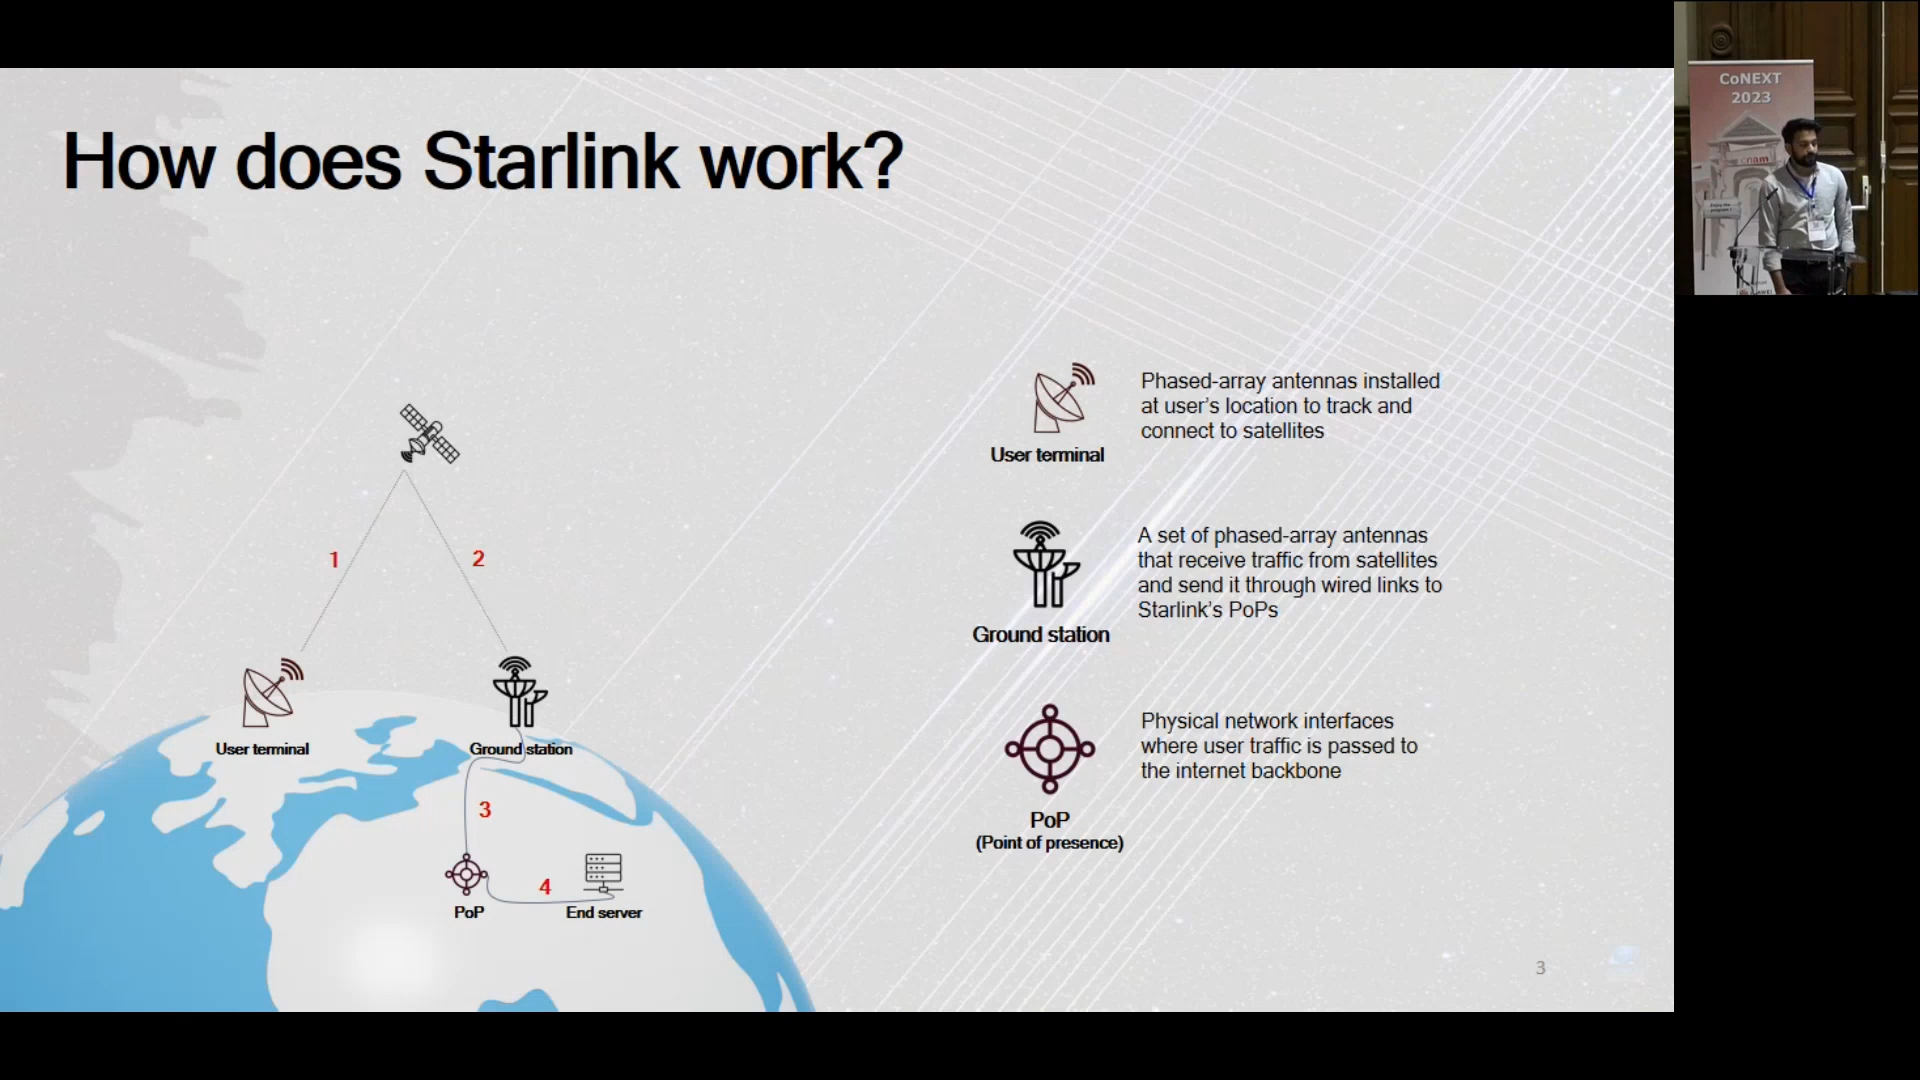 How does Starlink work?
1
2
User terminal
Ground station
3
4
PoP
End server
Phased-array antennas installed
at user’s location to track and
connect to satellites
User terminal
A set of phased-array antennas
that receive traffic from satellites
and send it through wired links to
Starlink’s PoPs
Ground station
Physical network interfaces
where user traffic is passed to
the internet backbone
PoP
(Point of presence)
3
CoNEXT
2023
cnam